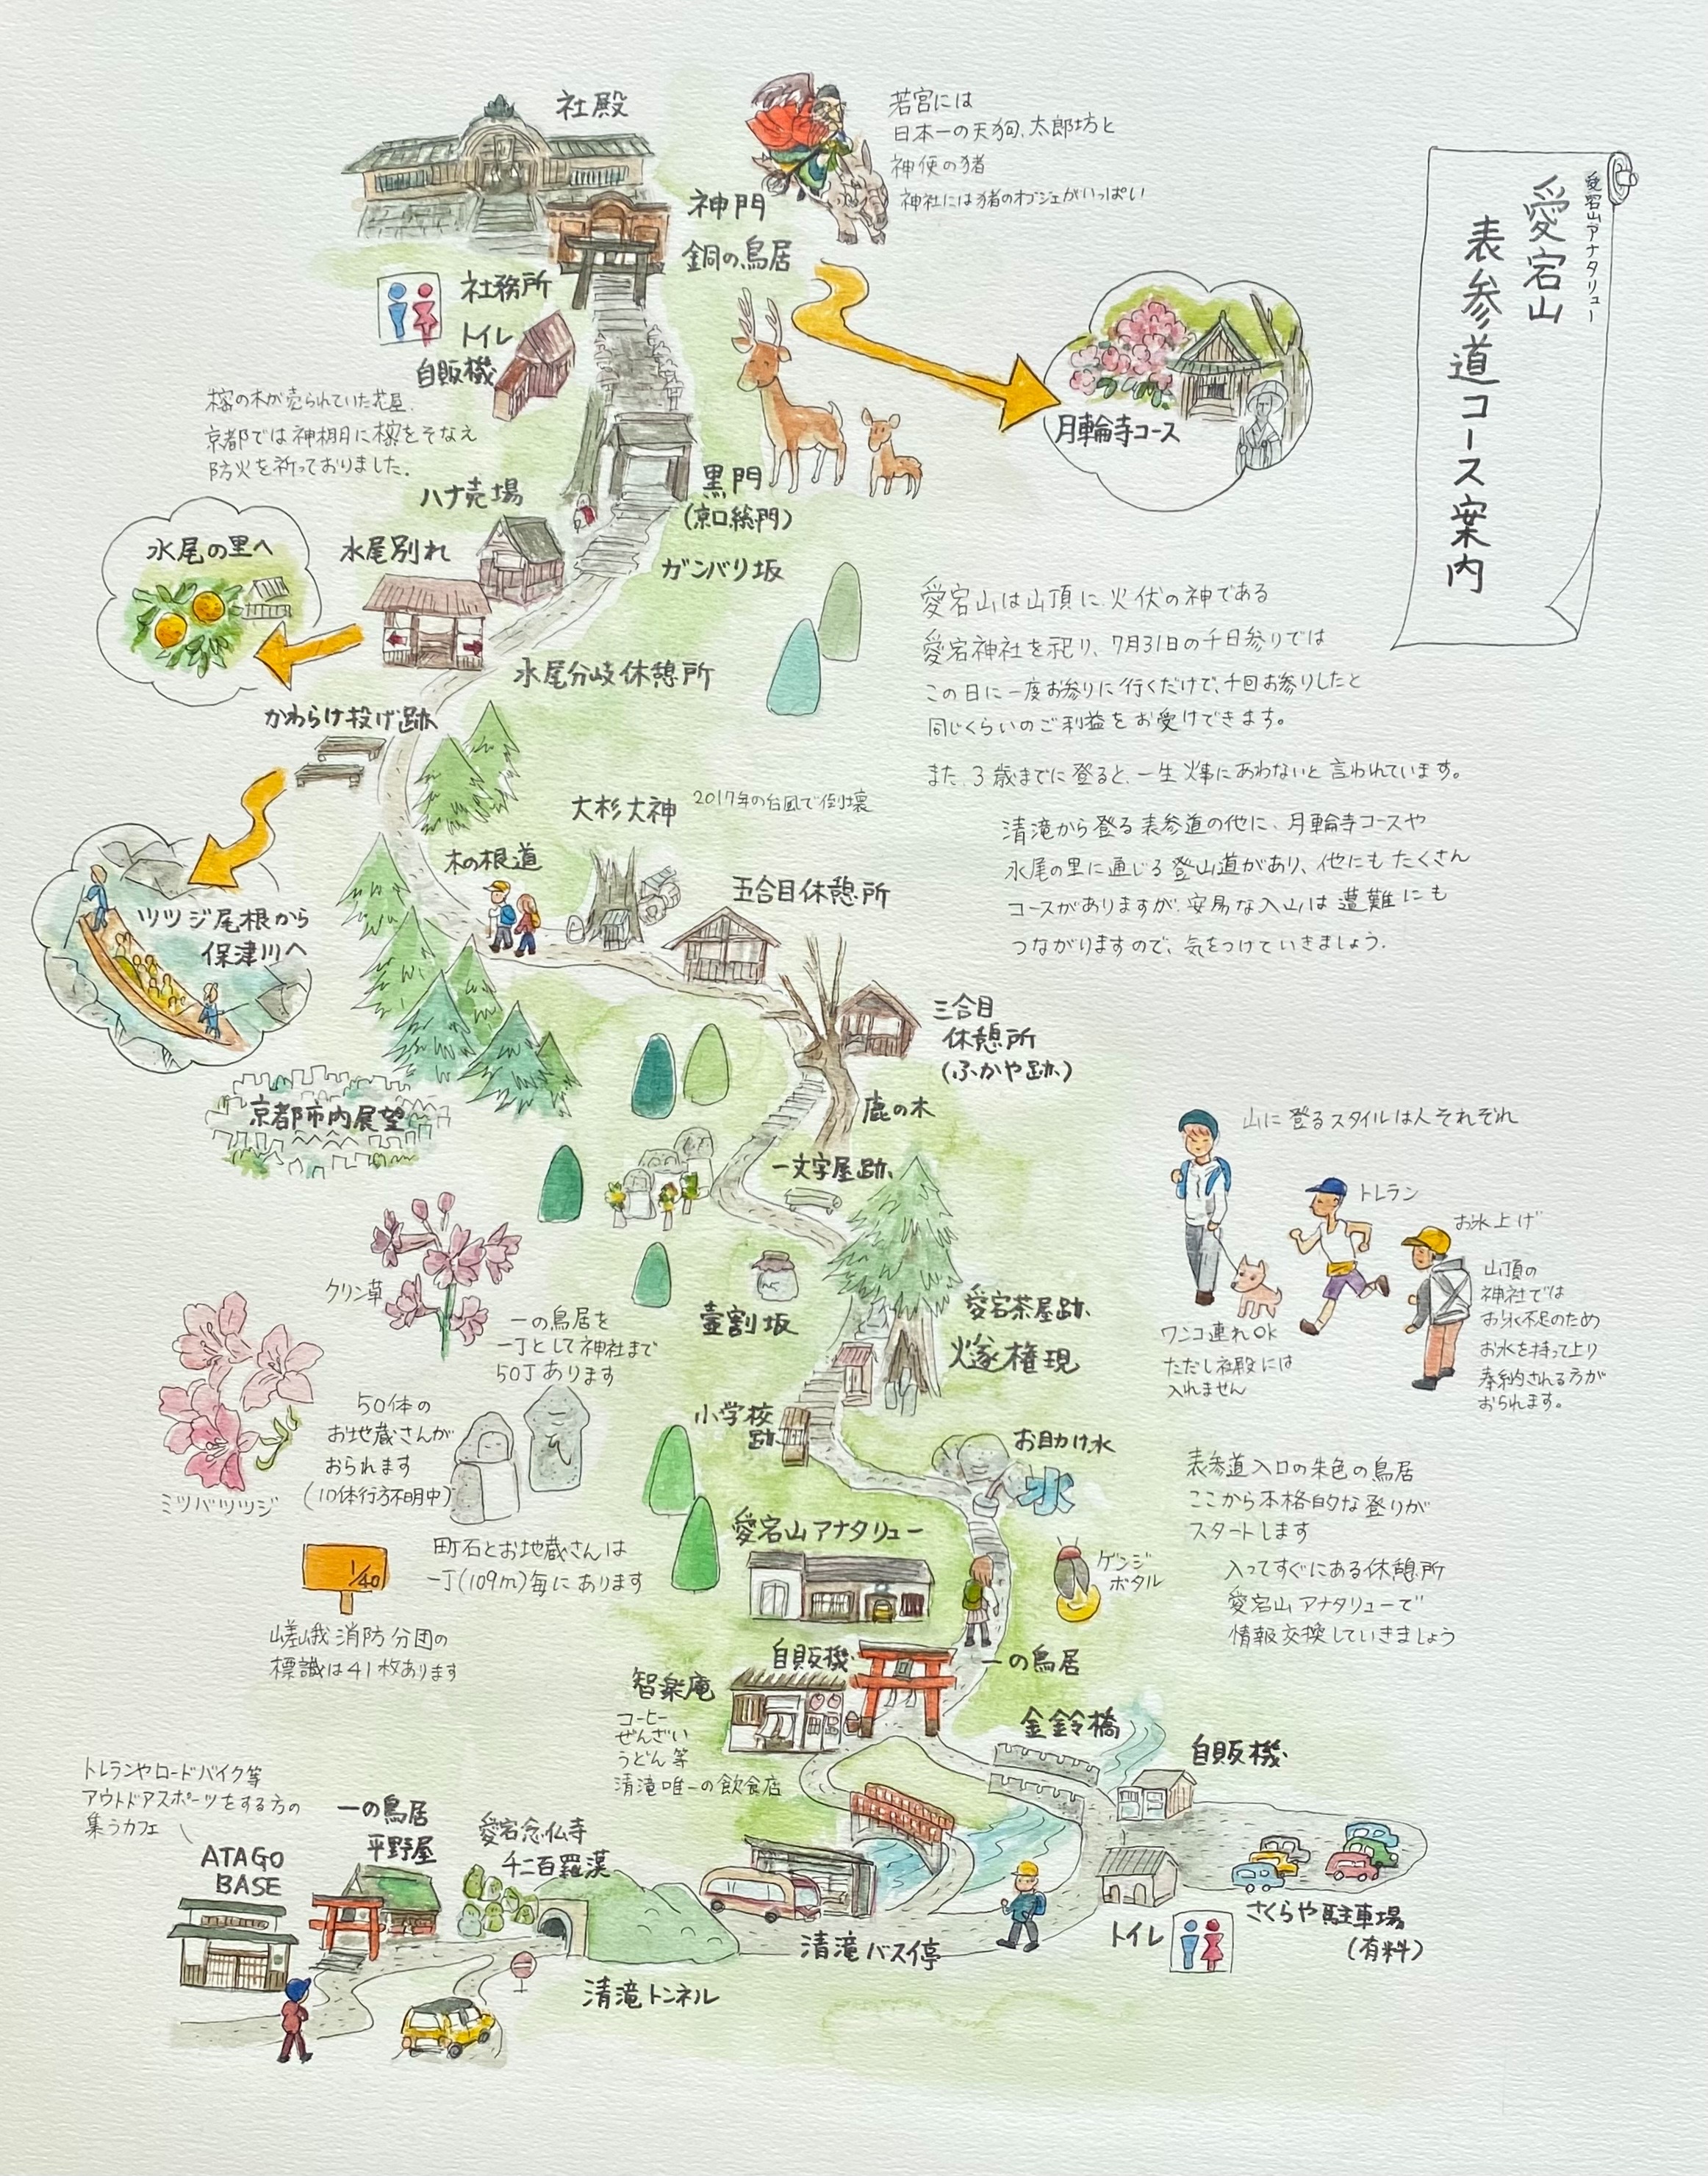 愛宕山アナタリュー
愛宕山
表参道コース案内
社殿
若宮には
日本一の天狗、太郎坊と
神使の猪
神社には猪のオブジェがいっぱい
神門
銅の鳥居
社務所
トイレ
自販機
月輪寺コース
樒の木が売られていた花屋。
京都では神棚に樒をそなえ
防火を祈っておりました。
ハナ売場
黒門
(京口総門)
ガンバリ坂
水尾の里へ
水尾別れ
水尾分岐休憩所
愛宕山は山頂に火伏の神である
愛宕神社を祀り、7月31日の千日参りでは
この日に一度お参りに行くだけで、千回お参りしたと
同じくらいのご利益をお受けできます。
また、3歳までに登ると、一生火事にあわないと言われています。
清滝から登る表参道の他に、月輪寺コースや
水尾の里に通じる登山道があり、他にもたくさん
コースがありますが、安易な入山は遭難にも
つながりますので、気をつけていきましょう。
かわらけ投げ跡
大杉大神 2017年の台風で倒壊
木の根道
五合目休憩所
ツツジ尾根から
保津川へ
三合目
休憩所
(ふかや跡)
京都市内展望
鹿の木
一文字屋跡
山に登るスタイルは人それぞれ
トレラン
お水上げ
山頂の
神社では
お水不足のため
お水を持って上り
奉納される方が
おられます。
ワンコ連れOK
ただし社殿には
入れません
クリン草
一の鳥居を
一丁として神社まで
50丁あります
壺割坂
愛宕茶屋跡
火燧権現
50体の
お地蔵さんが
おられます
(10体行方不明中)
ミツバツツジ
小学校
跡
お助け水
水
表参道入口の朱色の鳥居
ここから本格的な登りが
スタートします
入ってすぐにある休憩所
愛宕山アナタリューで
情報交換していきましょう
町石とお地蔵さんは
一丁(109m)毎にあります
1/40
嵯峨消防分団の
標識は41枚あります
愛宕山アナタリュー
ゲンジ
ボタル
自販機
一の鳥居
智楽庵
コーヒー
ぜんざい
うどん等
清滝唯一の飲食店
金鈴橋
自販機
トレランやロードバイク等
アウトドアスポーツをする方の
集うカフェ
ATAGO
BASE
一の鳥居
平野屋
愛宕念仏寺
千二百羅漢
清滝トンネル
清滝バス停
トイレ
さくらや駐車場
(有料)